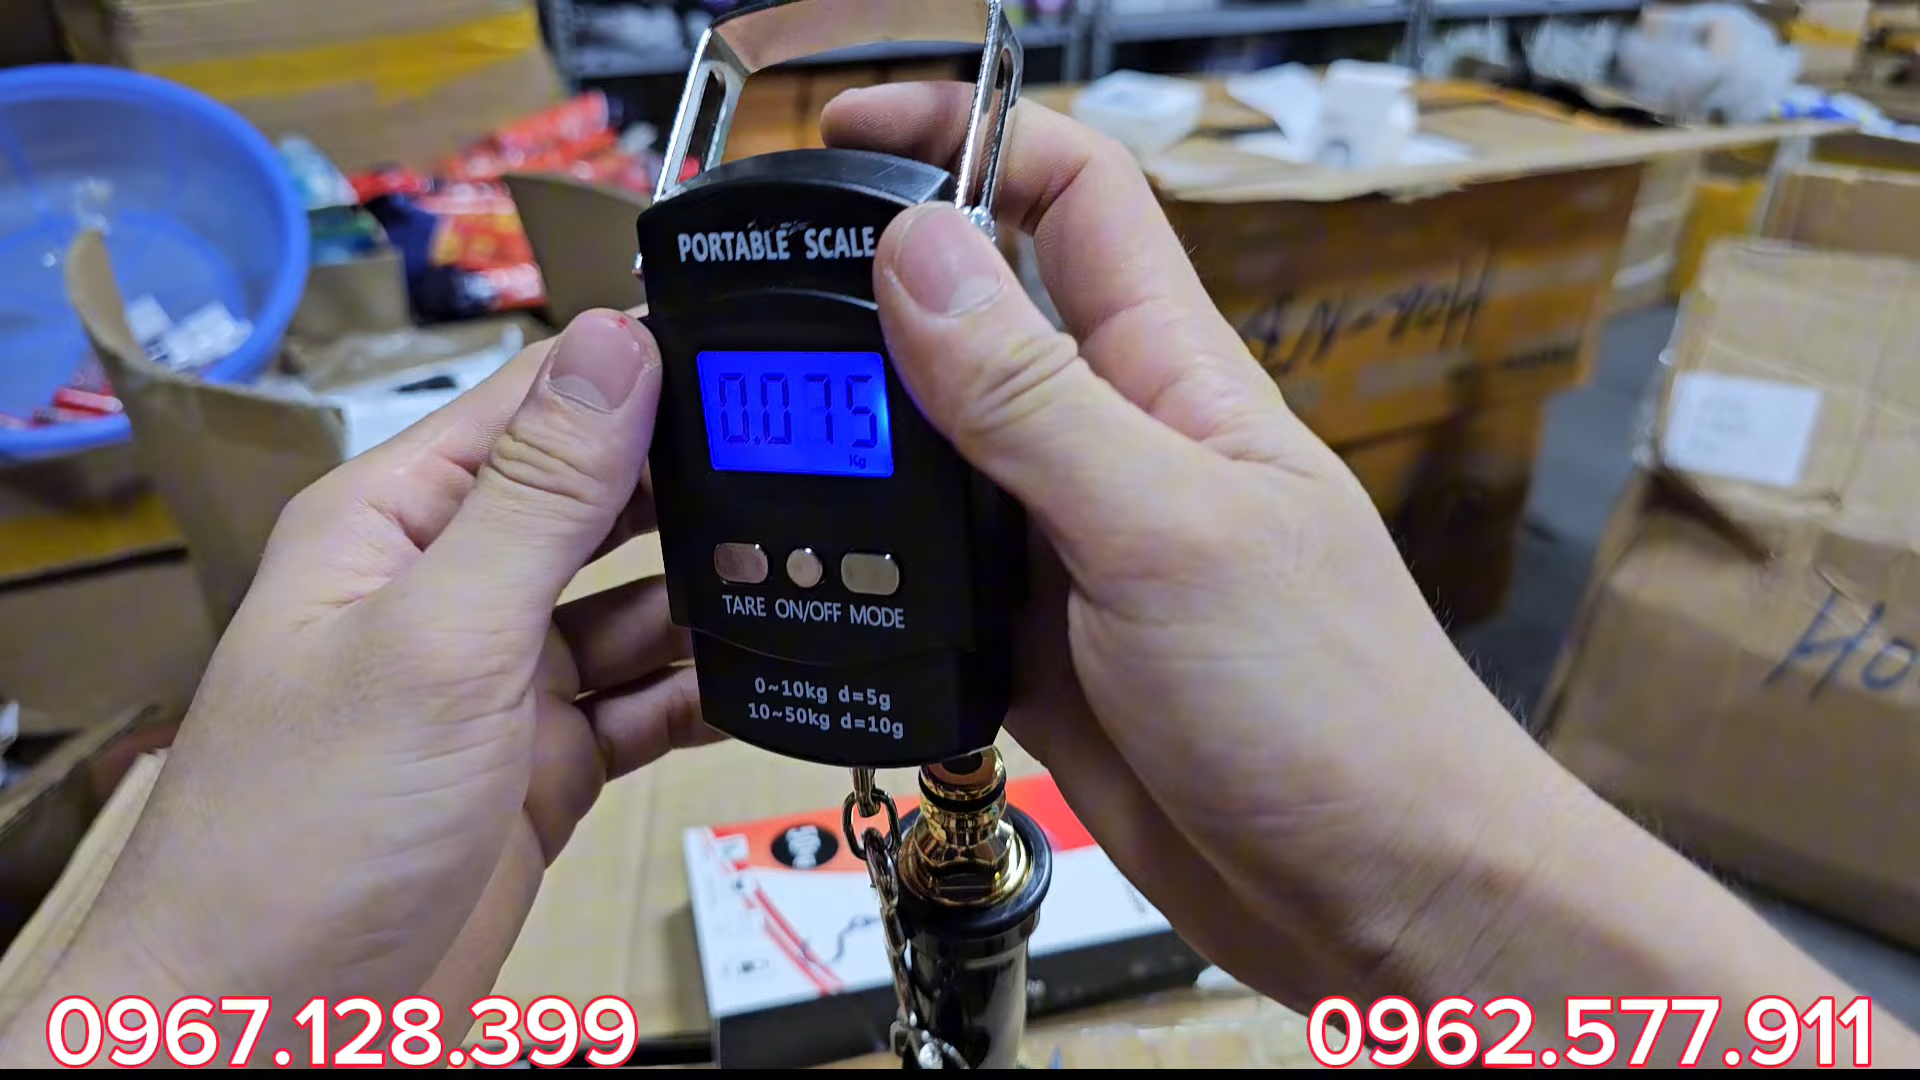 PORTABLE SCALE
0.075
Kg
TARE ON/OFF MODE
0~10kg d=5g
10~50kg d=10g
0967.128.399
0962.577.911